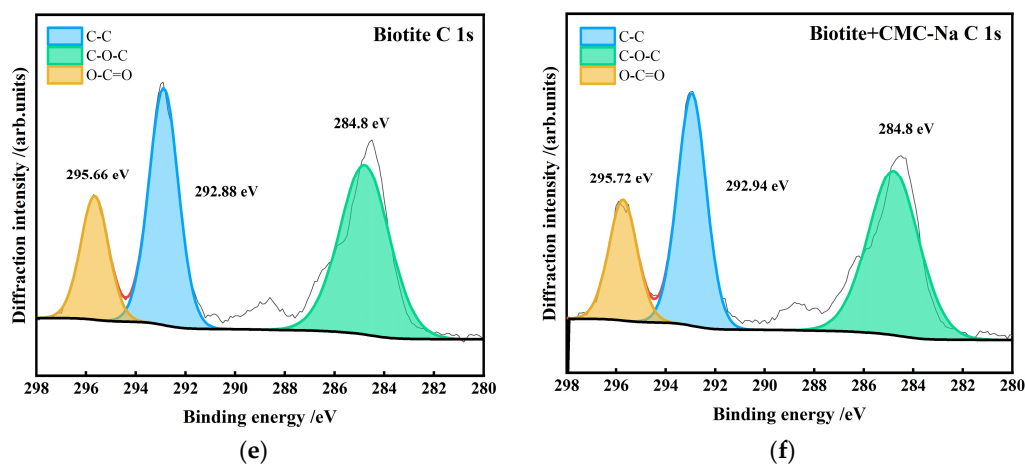 Biotite C 1s
C-C
C-O-C
O-C=O
284.8 eV
295.66 eV
292.88 eV
Diffraction intensity /(arb.units)
298 296 294 292 290 288 286 284 282 280
Binding energy /eV
(e)
Biotite+CMC-Na C 1s
C-C
C-O-C
O-C=O
284.8 eV
295.72 eV
292.94 eV
Diffraction intensity /(arb.units)
298 296 294 292 290 288 286 284 282 280
Binding energy /eV
(f)